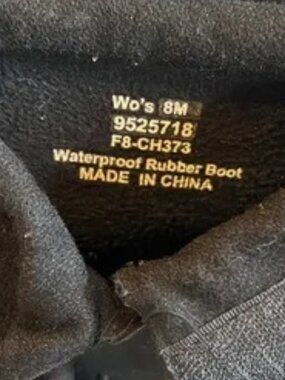 Wo's 8M
9525718
F8-CH373
Waterproof Rubber Boot
MADE IN CHINA